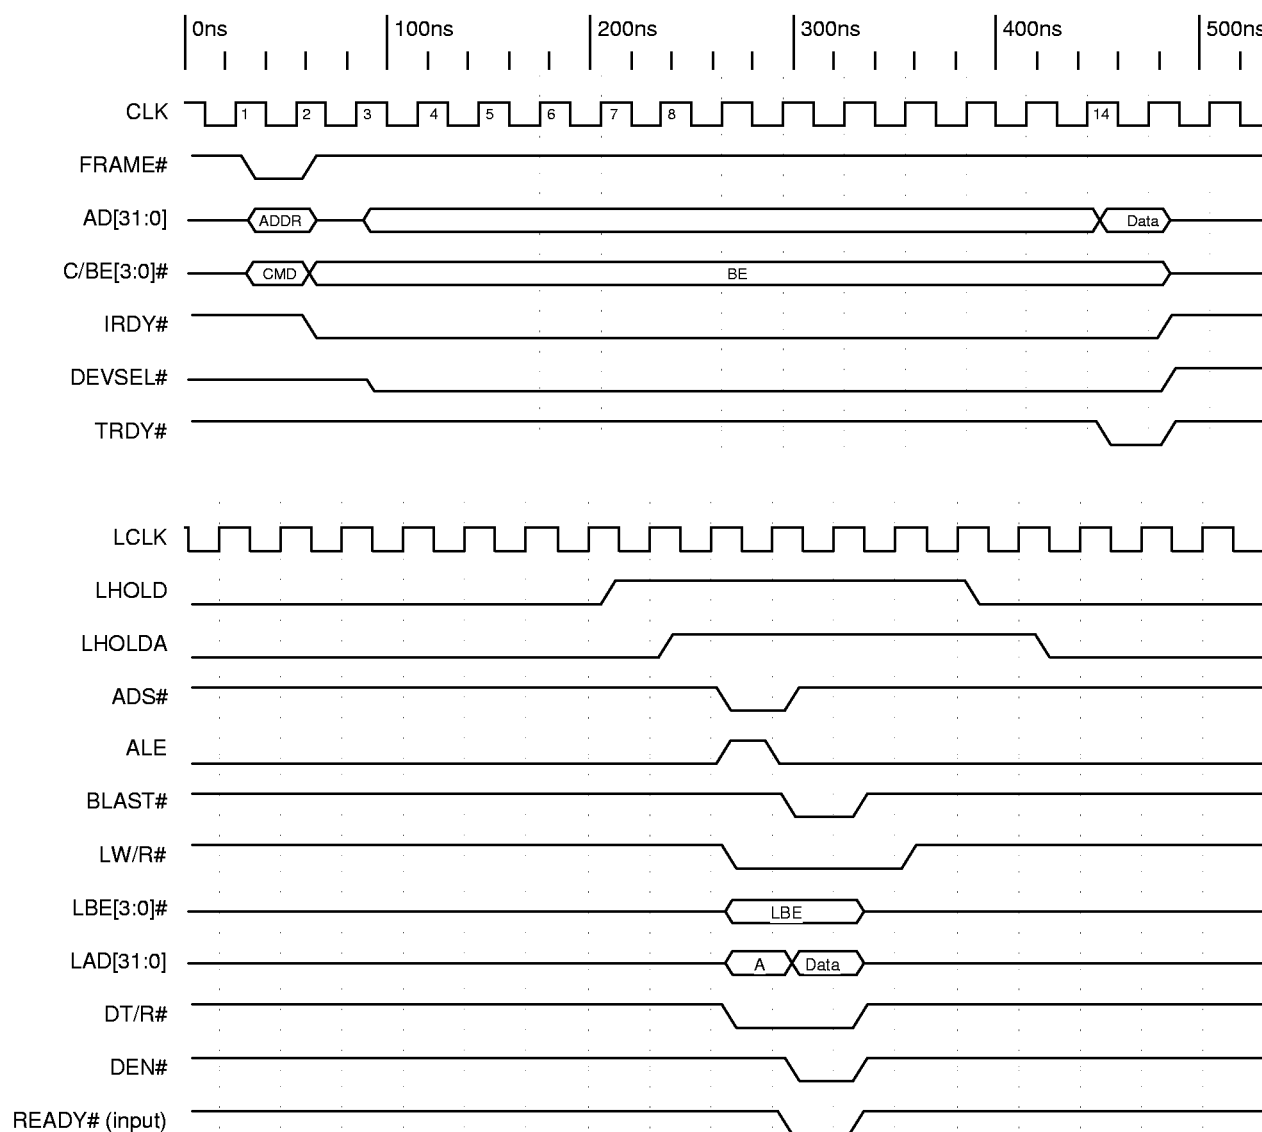 0ns 100ns 200ns 300ns 400ns 500ns
CLK 1 2 3 4 5 6 7 8 14
FRAME#
AD[31:0] ADDR Data
C/BE[3:0]# CMD BE
IRDY#
DEVSEL#
TRDY#
LCLK
LHOLD
LHOLDA
ADS#
ALE
BLAST#
LW/R#
LBE[3:0]# LBE
LAD[31:0] A Data
DT/R#
DEN#
READY# (input)